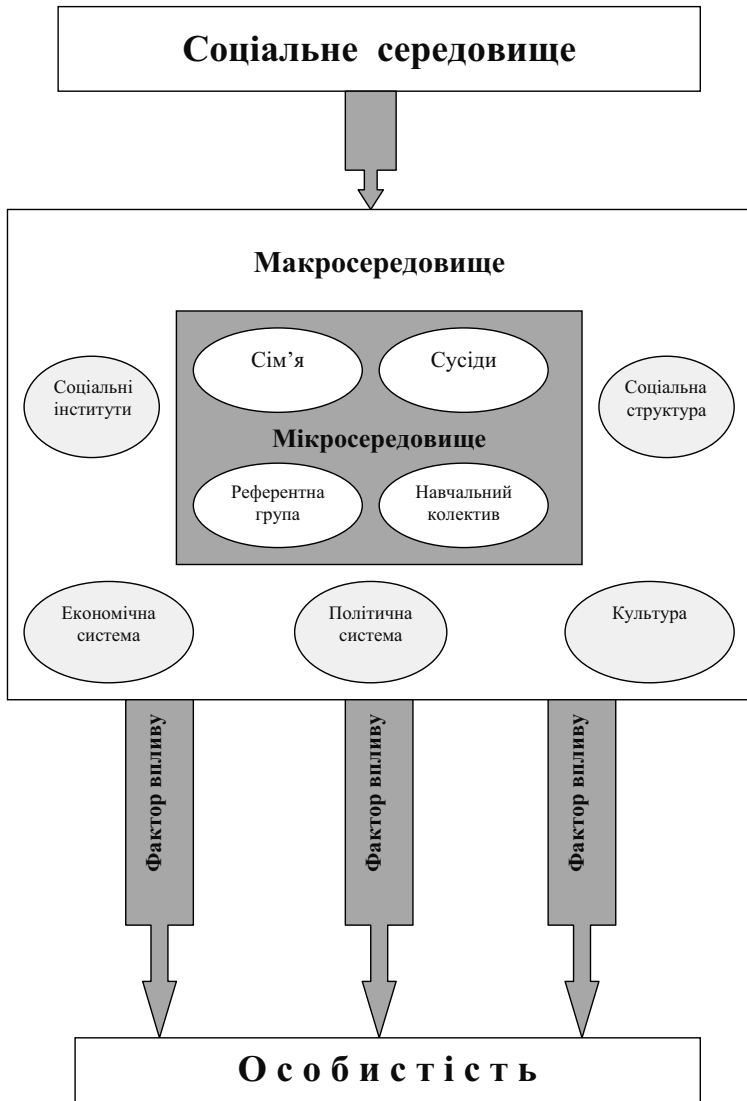 Соціальне середовище
Макросередовище
Сім’я
Сусіди
Соціальні
інститути
Соціальна
структура
Мікросередовище
Референтна
група
Навчальний
колектив
Економічна
система
Політична
система
Культура
Фактор впливу
Фактор впливу
Фактор впливу
О с о б и с т і с т ь